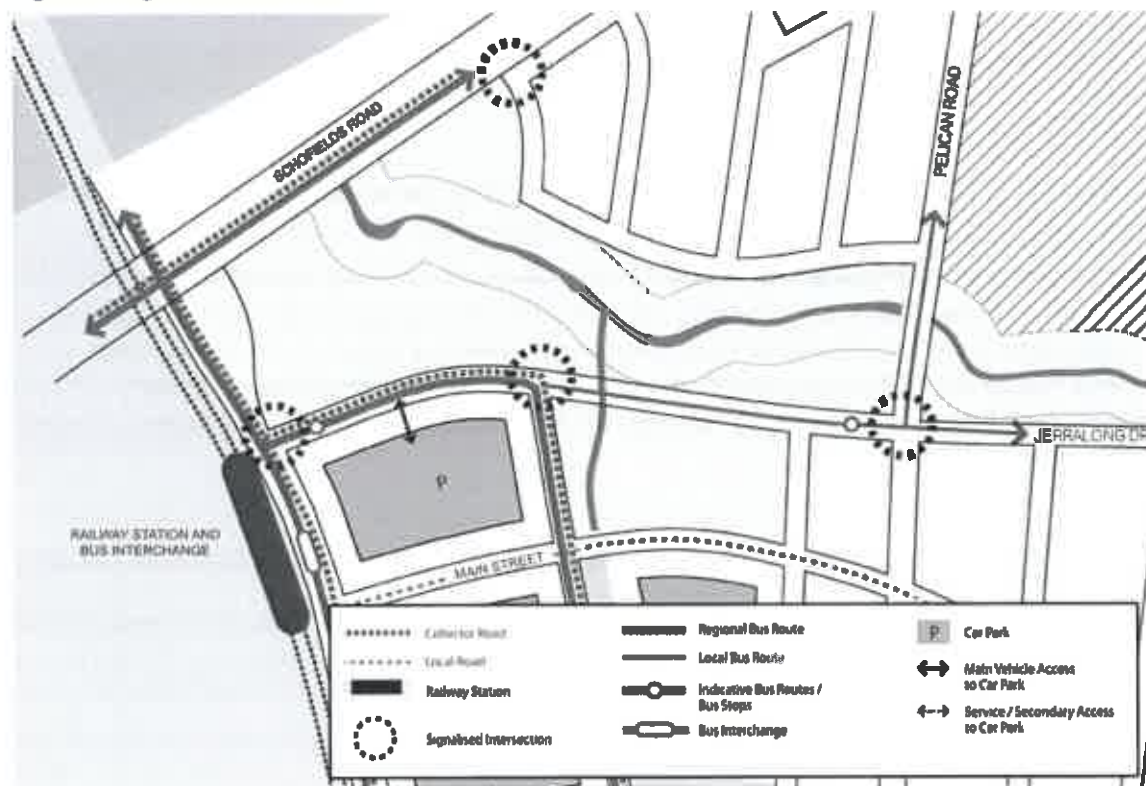 SCHOFIELDS ROAD
PELICAN ROAD
JERRALONG DR
P
RAILWAY STATION AND
BUS INTERCHANGE
MAIN STREET
Collector Road
Local Road
Railway Station
Signalised Intersection
Regional Bus Route
Local Bus Route
Indicative Bus Routes /
Bus Stops
Bus Interchange
P
Car Park
Main Vehicle Access
to Car Park
Service / Secondary Access
to Car Park